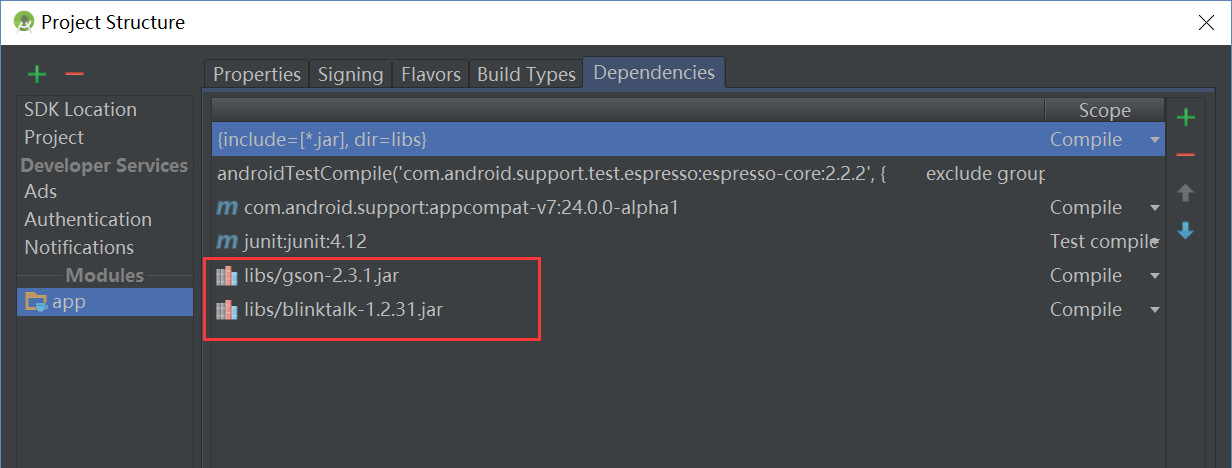 Project Structure
Properties Signing Flavors Build Types Dependencies
SDK Location
Project
Developer Services
Ads
Authentication
Notifications
Modules
app
Scope
{include=[*.jar], dir=libs} Compile
androidTestCompile('com.android.support.test.espresso:espresso-core:2.2.2', { exclude group
m com.android.support:appcompat-v7:24.0.0-alpha1 Compile
m junit:junit:4.12 Test compile
libs/gson-2.3.1.jar Compile
libs/blinktalk-1.2.31.jar Compile